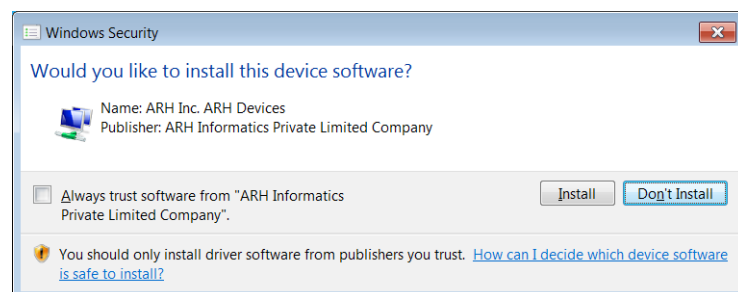 Windows Security
Would you like to install this device software?
Name: ARH Inc. ARH Devices
Publisher: ARH Informatics Private Limited Company
Always trust software from "ARH Informatics
Private Limited Company".
Install
Don't Install
You should only install driver software from publishers you trust. How can I decide which device software
is safe to install?